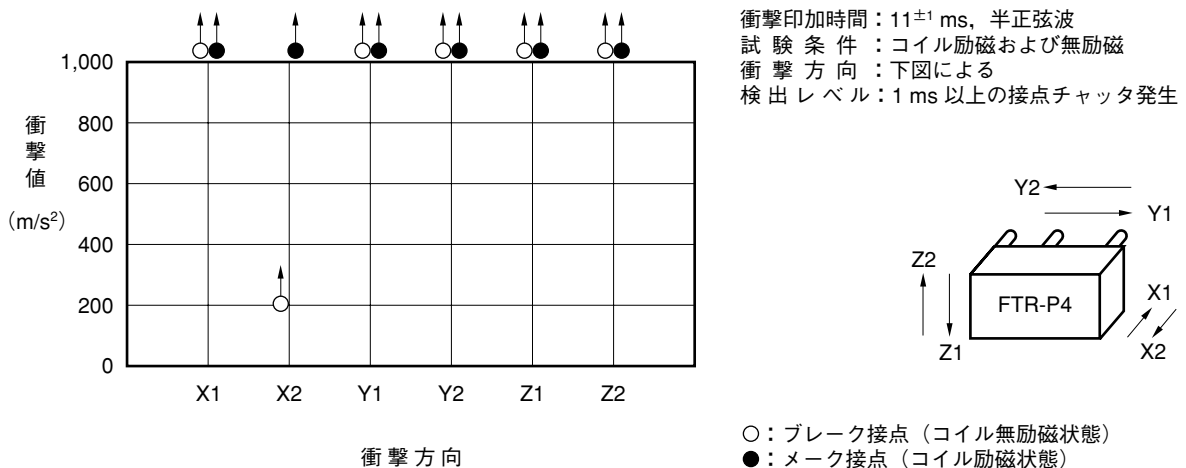 1,000
800
600
400
200
0
衝撃値
（m/s²）
X1 X2 Y1 Y2 Z1 Z2
衝撃方向
衝撃印加時間：11±1 ms，半正弦波
試験条件：コイル励磁および無励磁
衝撃方向：下図による
検出レベル：1 ms 以上の接点チャッタ発生
Y2
Y1
Z2
Z1
FTR-P4
X1
X2
○：ブレーク接点（コイル無励磁状態）
●：メーク接点（コイル励磁状態）